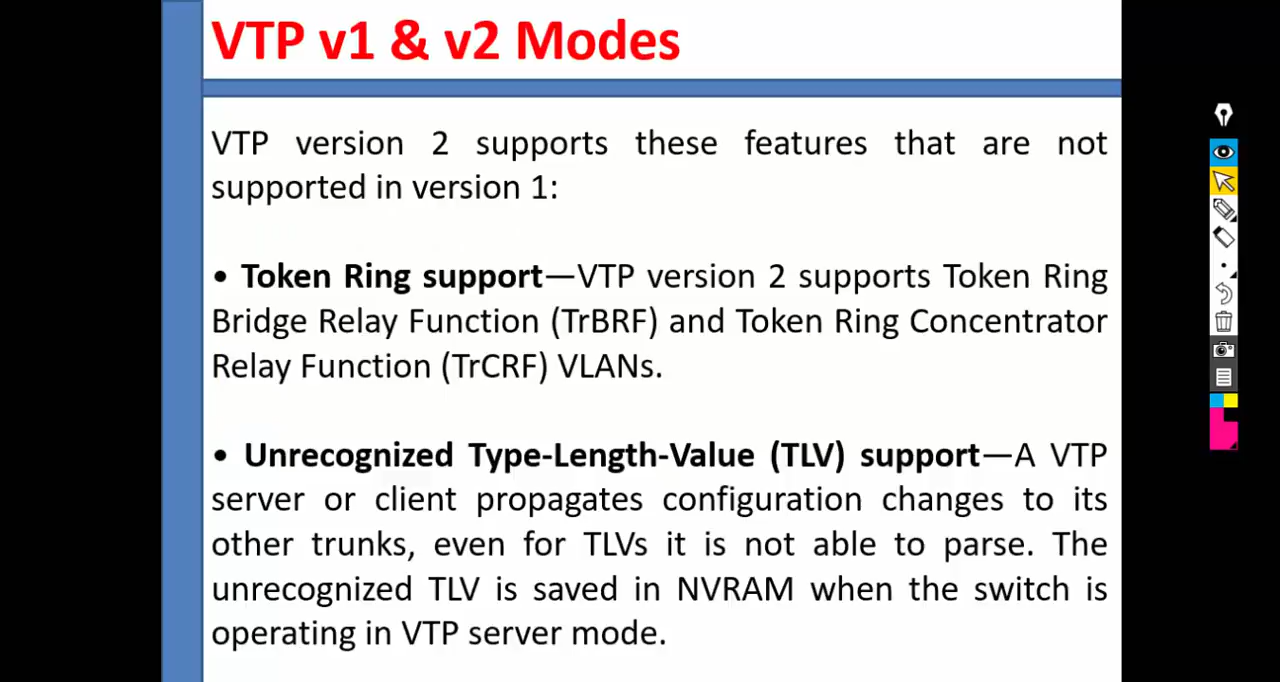 VTP v1 & v2 Modes
VTP version 2 supports these features that are not
supported in version 1:
• Token Ring support—VTP version 2 supports Token Ring
Bridge Relay Function (TrBRF) and Token Ring Concentrator
Relay Function (TrCRF) VLANs.
• Unrecognized Type-Length-Value (TLV) support—A VTP
server or client propagates configuration changes to its
other trunks, even for TLVs it is not able to parse. The
unrecognized TLV is saved in NVRAM when the switch is
operating in VTP server mode.